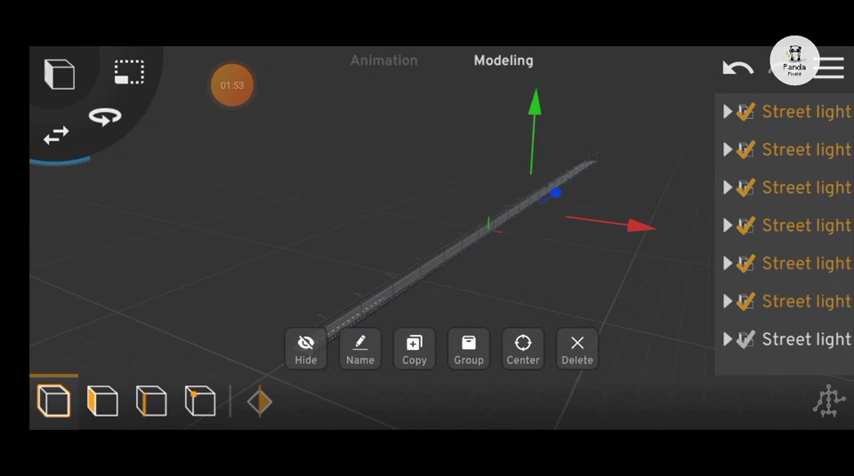 Animation
Modeling
01:53
Panda
Street light
Street light
Street light
Street light
Street light
Street light
Street light
Hide
Name
Copy
Group
Center
Delete